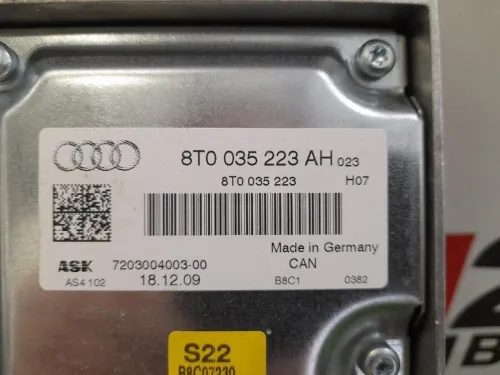 8T0 035 223 AH 023
8T0 035 223 H07
Made in Germany
ASK 7203004003-00 CAN
AS4 102 18.12.09 B8C1 0382
S22
B8C07230